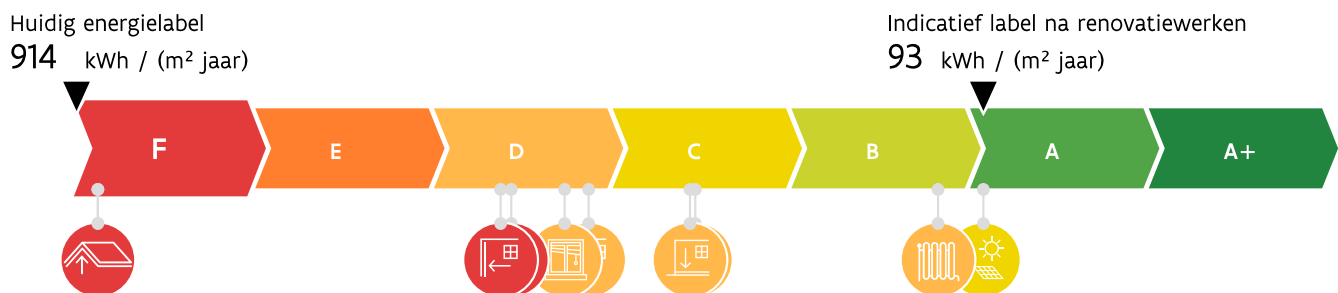 Huidig energielabel
914 kWh / (m² jaar)
Indicatief label na renovatiewerken
93 kWh / (m² jaar)
F E D C B A A+